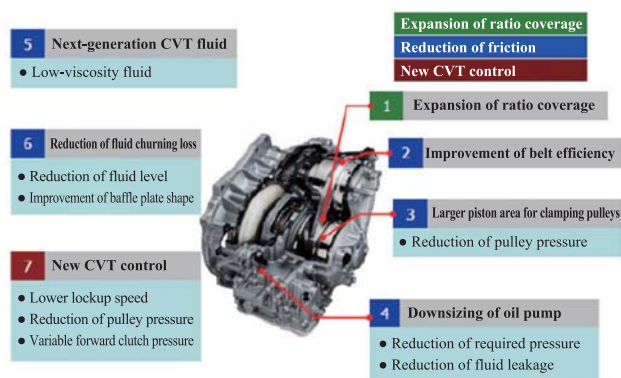 Expansion of ratio coverage
Reduction of friction
New CVT control
1 Expansion of ratio coverage
2 Improvement of belt efficiency
3 Larger piston area for clamping pulleys
● Reduction of pulley pressure
4 Downsizing of oil pump
● Reduction of required pressure
● Reduction of fluid leakage
5 Next-generation CVT fluid
● Low-viscosity fluid
6 Reduction of fluid churning loss
● Reduction of fluid level
● Improvement of baffle plate shape
7 New CVT control
● Lower lockup speed
● Reduction of pulley pressure
● Variable forward clutch pressure